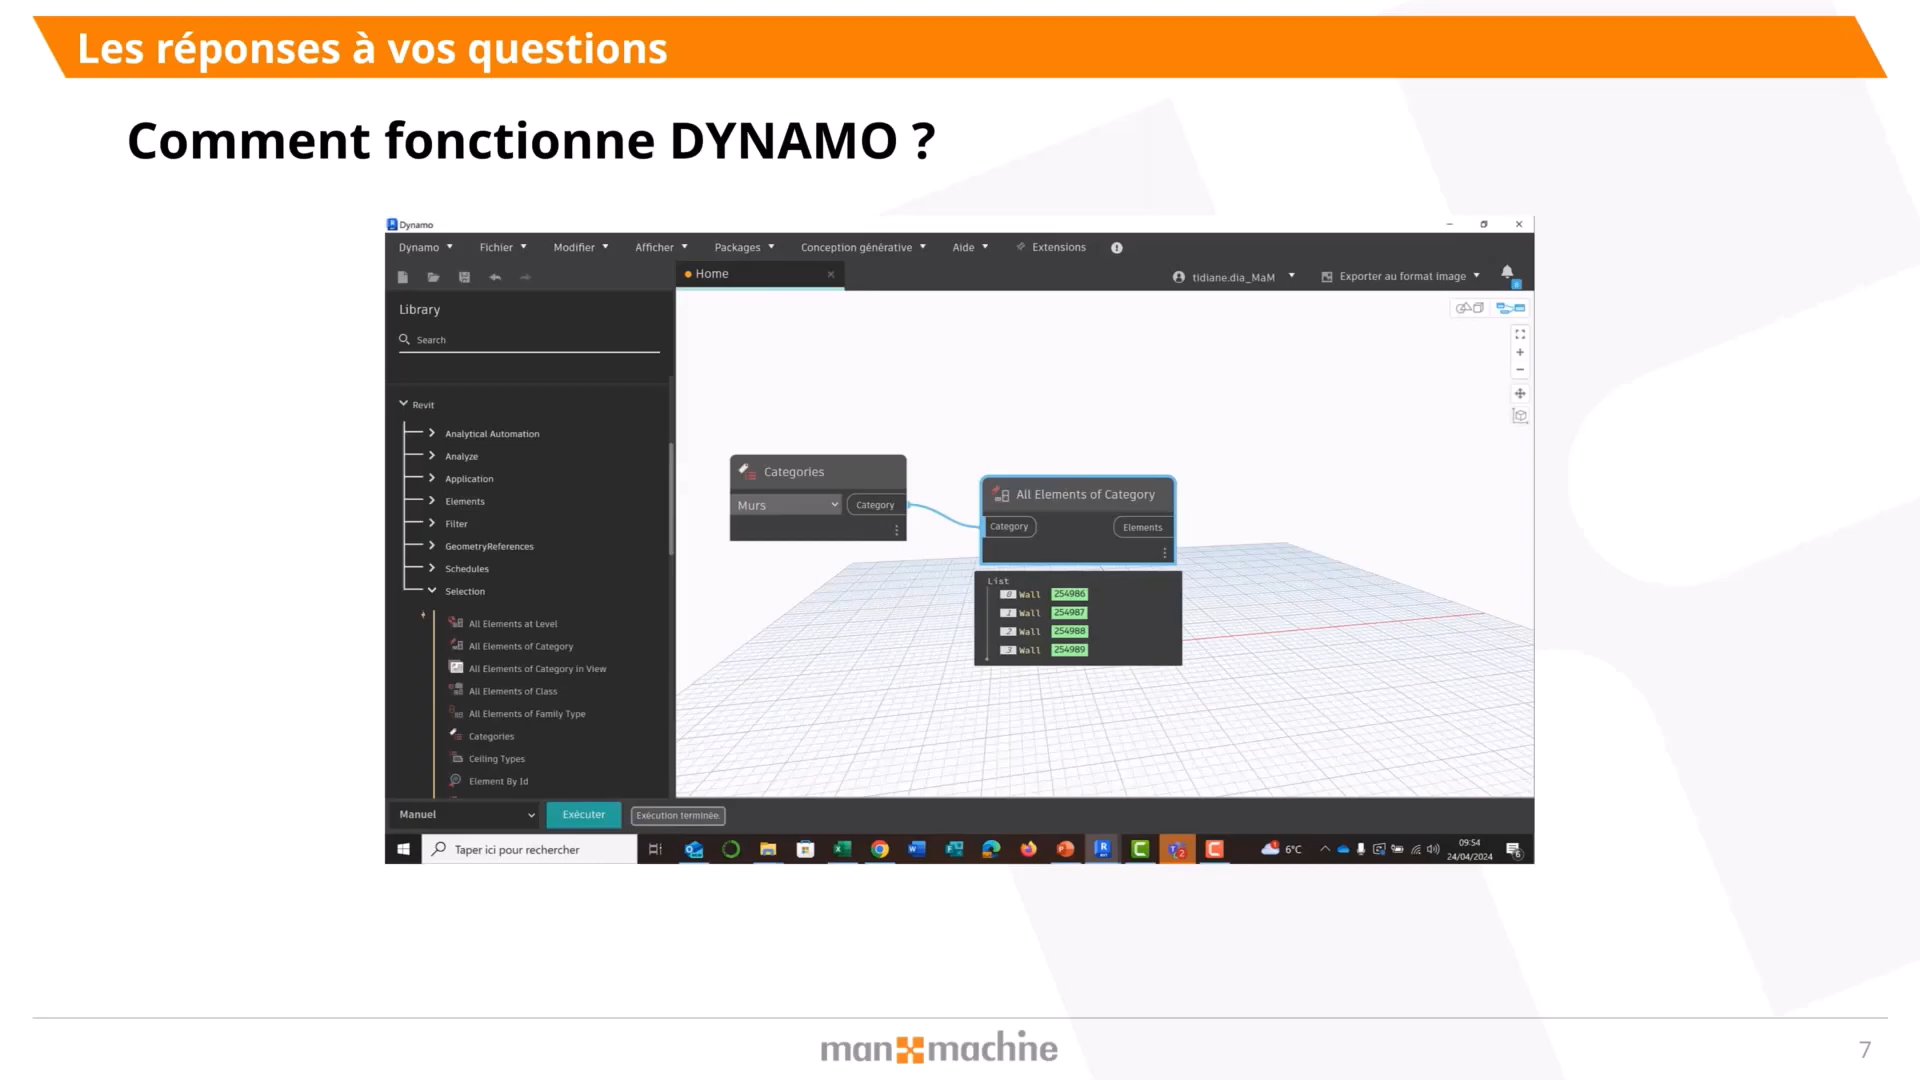 Les réponses à vos questions
Comment fonctionne DYNAMO ?
Dynamo
Dynamo Fichier Modifier Afficher Packages Conception générative Aide Extensions
Home
tidiane.dia_MaM
Exporter au format image
Library
Search
Revit
Analytical Automation
Analyze
Application
Elements
Filter
GeometryReferences
Schedules
Selection
All Elements at Level
All Elements of Category
All Elements of Category in View
All Elements of Class
All Elements of Family Type
Categories
Ceiling Types
Element By Id
Categories
Murs
Category
All Elements of Category
Category
Elements
List
0 Wall 254986
1 Wall 254987
2 Wall 254988
3 Wall 254989
Manuel
Exécuter
Exécution terminée.
Taper ici pour rechercher
6°C
09:54
24/04/2024
man machine
7